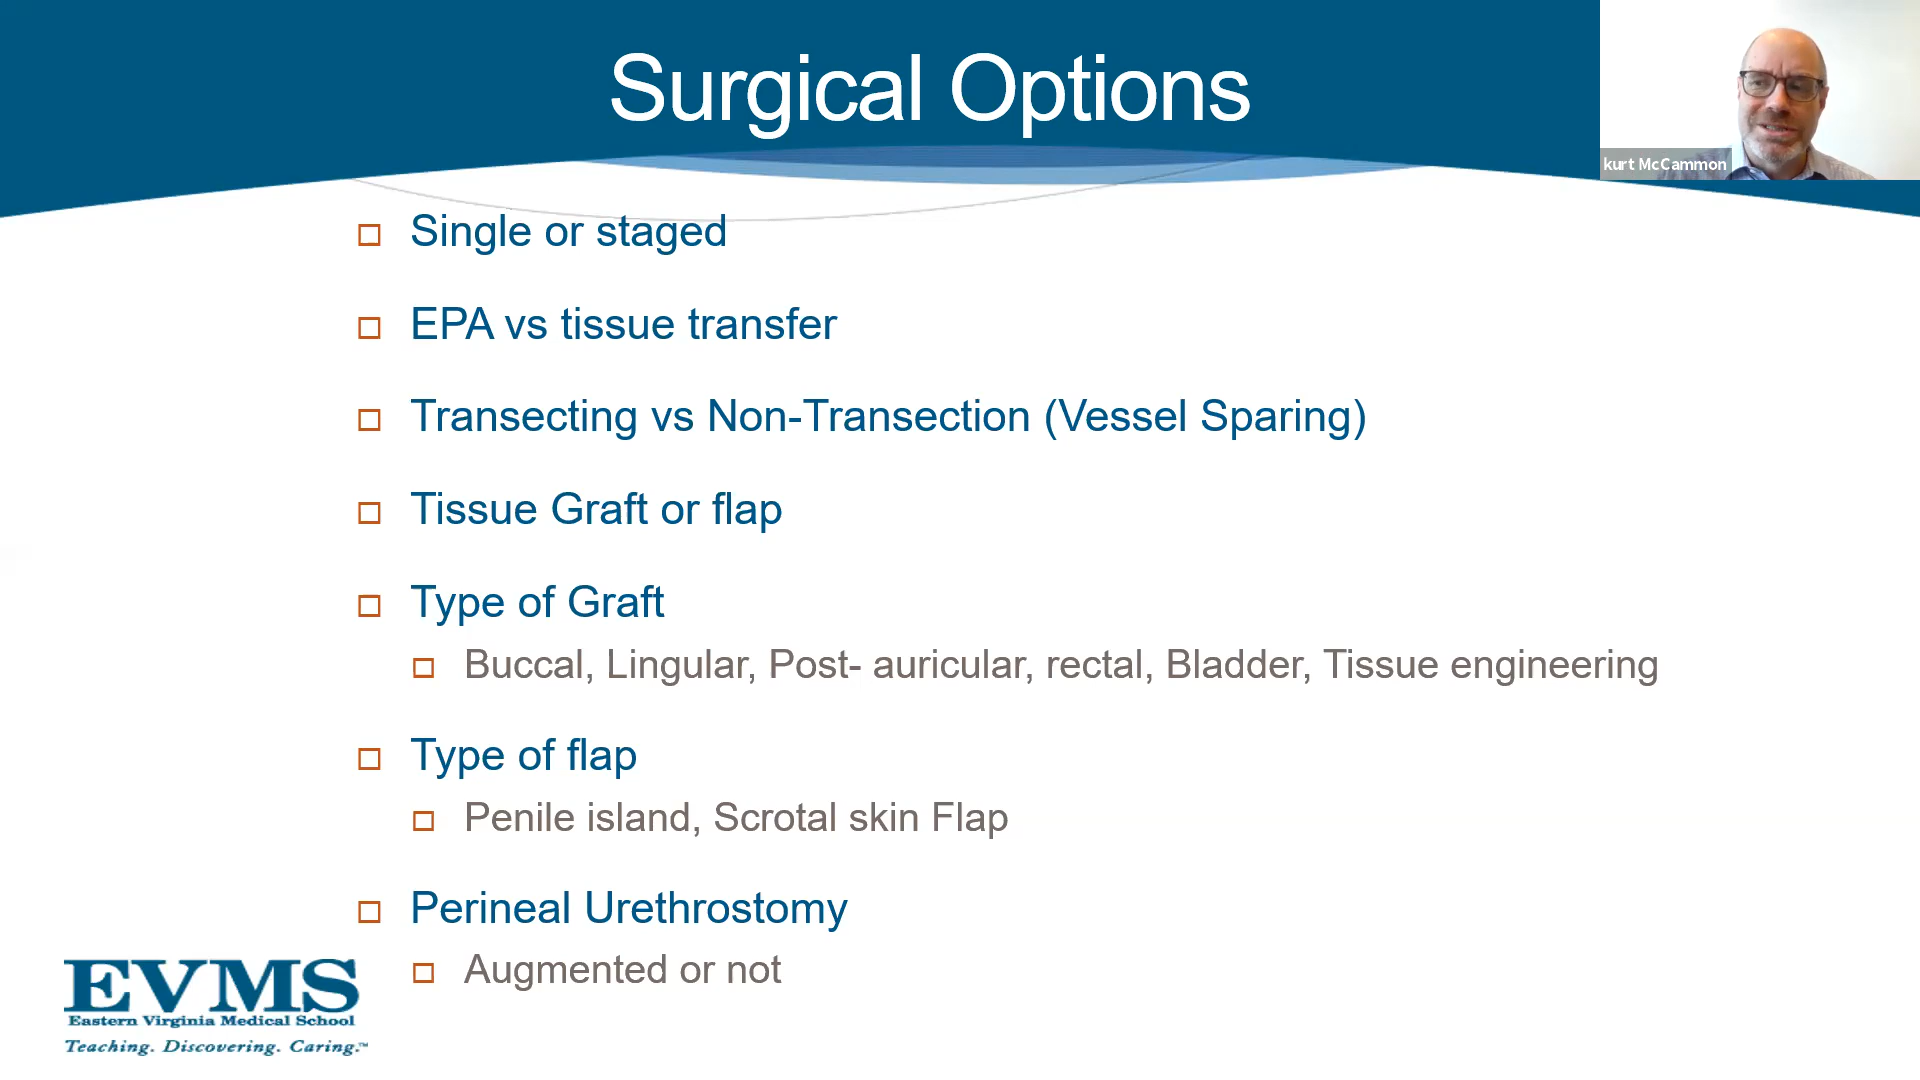 Surgical Options
kurt McCammon
Single or staged
EPA vs tissue transfer
Transecting vs Non-Transection (Vessel Sparing)
Tissue Graft or flap
Type of Graft
Buccal, Lingular, Post- auricular, rectal, Bladder, Tissue engineering
Type of flap
Penile island, Scrotal skin Flap
Perineal Urethrostomy
Augmented or not
EVMS
Eastern Virginia Medical School
Teaching. Discovering. Caring.™